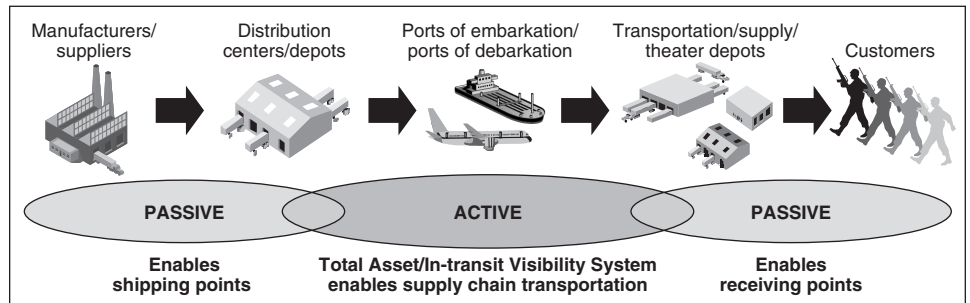 Manufacturers/
suppliers
Distribution
centers/depots
Ports of embarkation/
ports of debarkation
Transportation/supply/
theater depots
Customers
PASSIVE
ACTIVE
PASSIVE
Enables
shipping points
Total Asset/In-transit Visibility System
enables supply chain transportation
Enables
receiving points